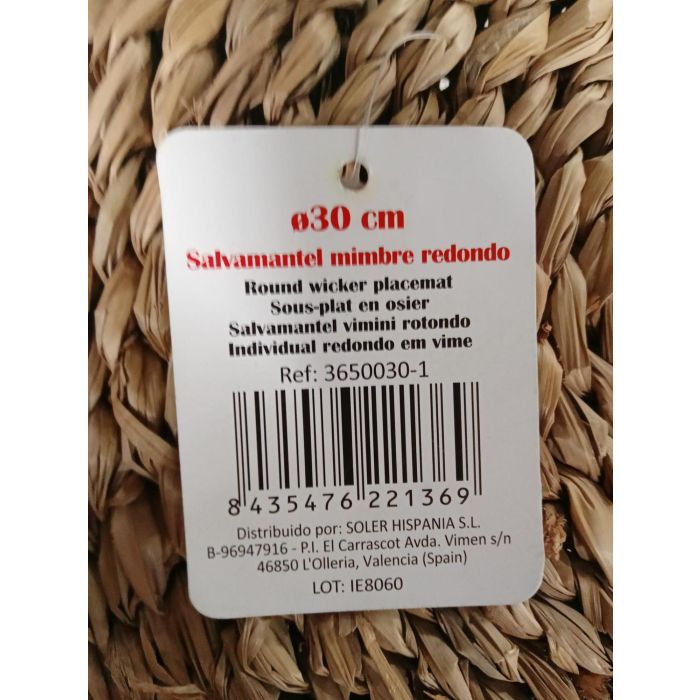 ø30 cm
Salvamantel mimbre redondo
Round wicker placemat
Sous-plat en osier
Salvamantel vimini rotondo
Individual redondo em vime
Ref: 3650030-1
8 435476 221369
Distribuido por: SOLER HISPANIA S.L.
B-96947916 - P.I. El Carrascot Avda. Vimen s/n
46850 L'Olleria, Valencia (Spain)
LOT: IE8060